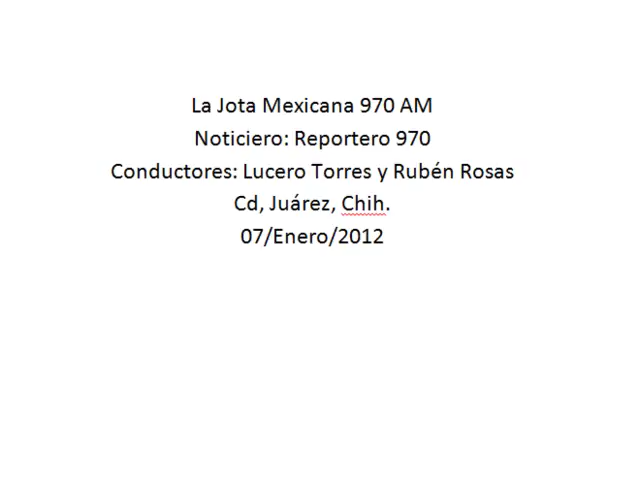 La Jota Mexicana 970 AM
Noticiero: Reportero 970
Conductores: Lucero Torres y Rubén Rosas
Cd, Juárez, Chih.
07/Enero/2012